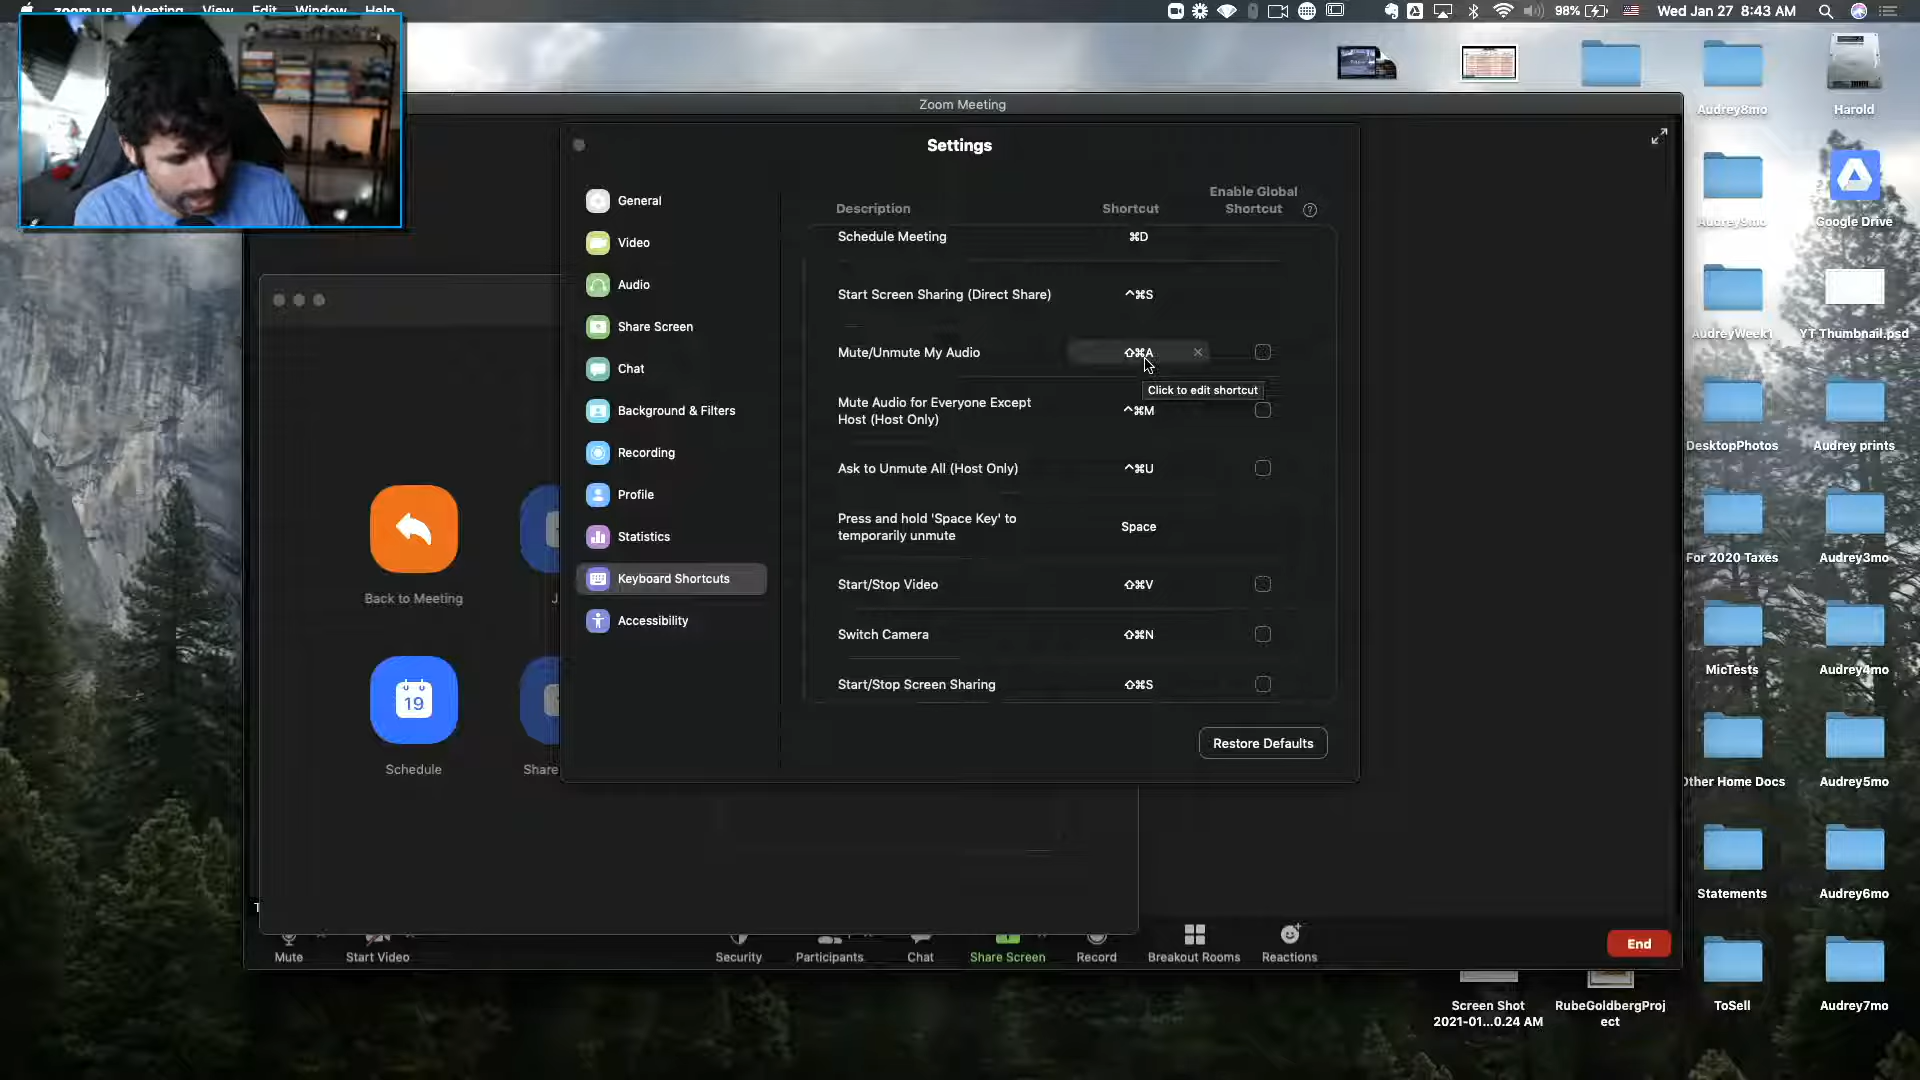 zoom.us Meeting View Edit Window Help
98%
Wed Jan 27 8:43 AM
Zoom Meeting
Settings
General
Video
Audio
Share Screen
Chat
Background & Filters
Recording
Profile
Statistics
Keyboard Shortcuts
Accessibility
Description
Shortcut
Enable Global
Shortcut
?
Schedule Meeting
⌘D
Start Screen Sharing (Direct Share)
^⌘S
Mute/Unmute My Audio
⇧⌘A
Click to edit shortcut
Mute Audio for Everyone Except
Host (Host Only)
^⌘M
Ask to Unmute All (Host Only)
^⌘U
Press and hold 'Space Key' to
temporarily unmute
Space
Start/Stop Video
⇧⌘V
Switch Camera
⇧⌘N
Start/Stop Screen Sharing
⇧⌘S
Restore Defaults
Back to Meeting
J
19
Schedule
Share
T
Mute
Start Video
Security
Participants
Chat
Share Screen
Record
Breakout Rooms
Reactions
End
Audrey8mo
Harold
Audrey9mo
Google Drive
AudreyWeek1
YT Thumbnail.psd
DesktopPhotos
Audrey prints
For 2020 Taxes
Audrey3mo
MicTests
Audrey4mo
Other Home Docs
Audrey5mo
Statements
Audrey6mo
Screen Shot
2021-01...0.24 AM
RubeGoldbergProj
ect
ToSell
Audrey7mo